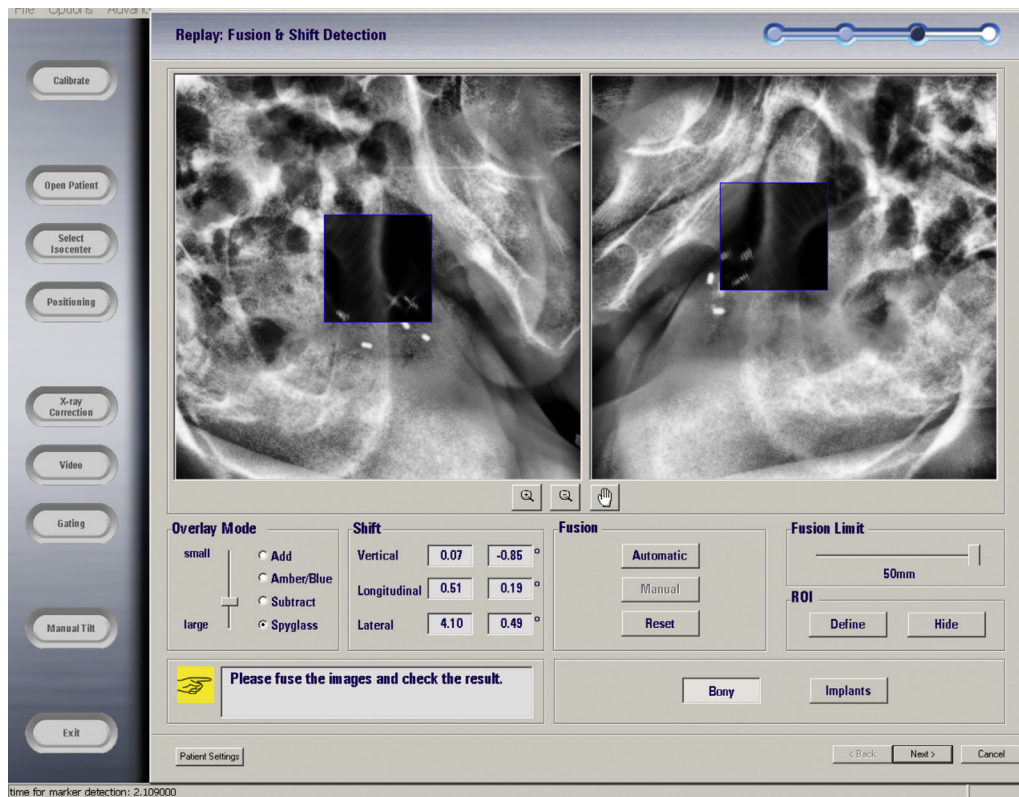 File Options Advanc
Replay: Fusion & Shift Detection
Calibrate
Open Patient
Select
Isocenter
Positioning
X-ray
Correction
Video
Gating
Manual Tilt
Exit
Overlay Mode
small
large
Add
Amber/Blue
Subtract
Spyglass
Shift
Vertical 0.07 -0.85 °
Longitudinal 0.51 0.19 °
Lateral 4.10 0.49 °
Fusion
Automatic
Manual
Reset
Fusion Limit
50mm
ROI
Define Hide
Please fuse the images and check the result.
Bony Implants
Patient Settings
< Back Next > Cancel
time for marker detection: 2.109000